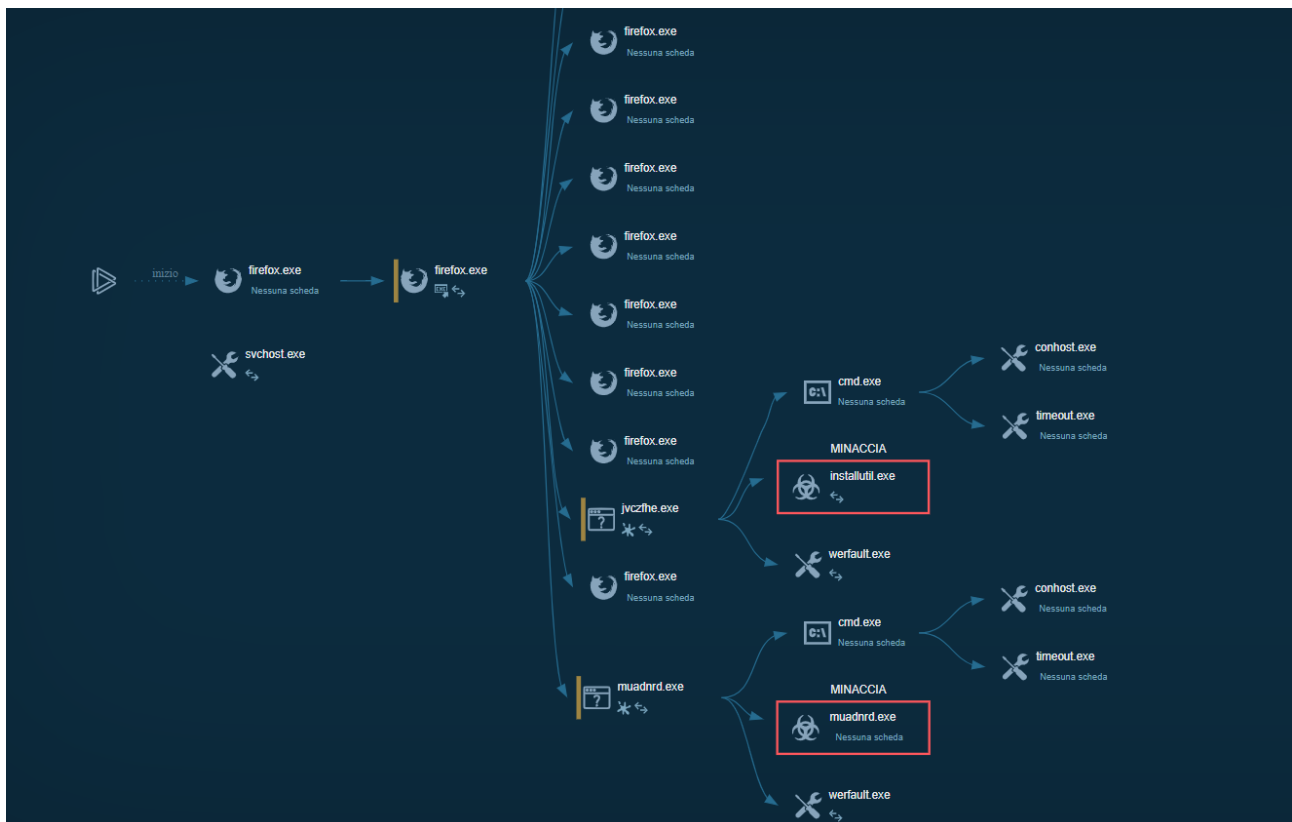 firefox.exe
Nessuna scheda
firefox.exe
Nessuna scheda
firefox.exe
Nessuna scheda
firefox.exe
Nessuna scheda
inizio
firefox.exe
Nessuna scheda
firefox.exe
EXE
firefox.exe
Nessuna scheda
svchost.exe
firefox.exe
Nessuna scheda
firefox.exe
Nessuna scheda
jvczfhe.exe
firefox.exe
Nessuna scheda
muadnrd.exe
C:\
cmd.exe
Nessuna scheda
conhost.exe
Nessuna scheda
timeout.exe
Nessuna scheda
MINACCIA
installutil.exe
werfault.exe
C:\
cmd.exe
Nessuna scheda
conhost.exe
Nessuna scheda
timeout.exe
Nessuna scheda
MINACCIA
muadnrd.exe
Nessuna scheda
werfault.exe